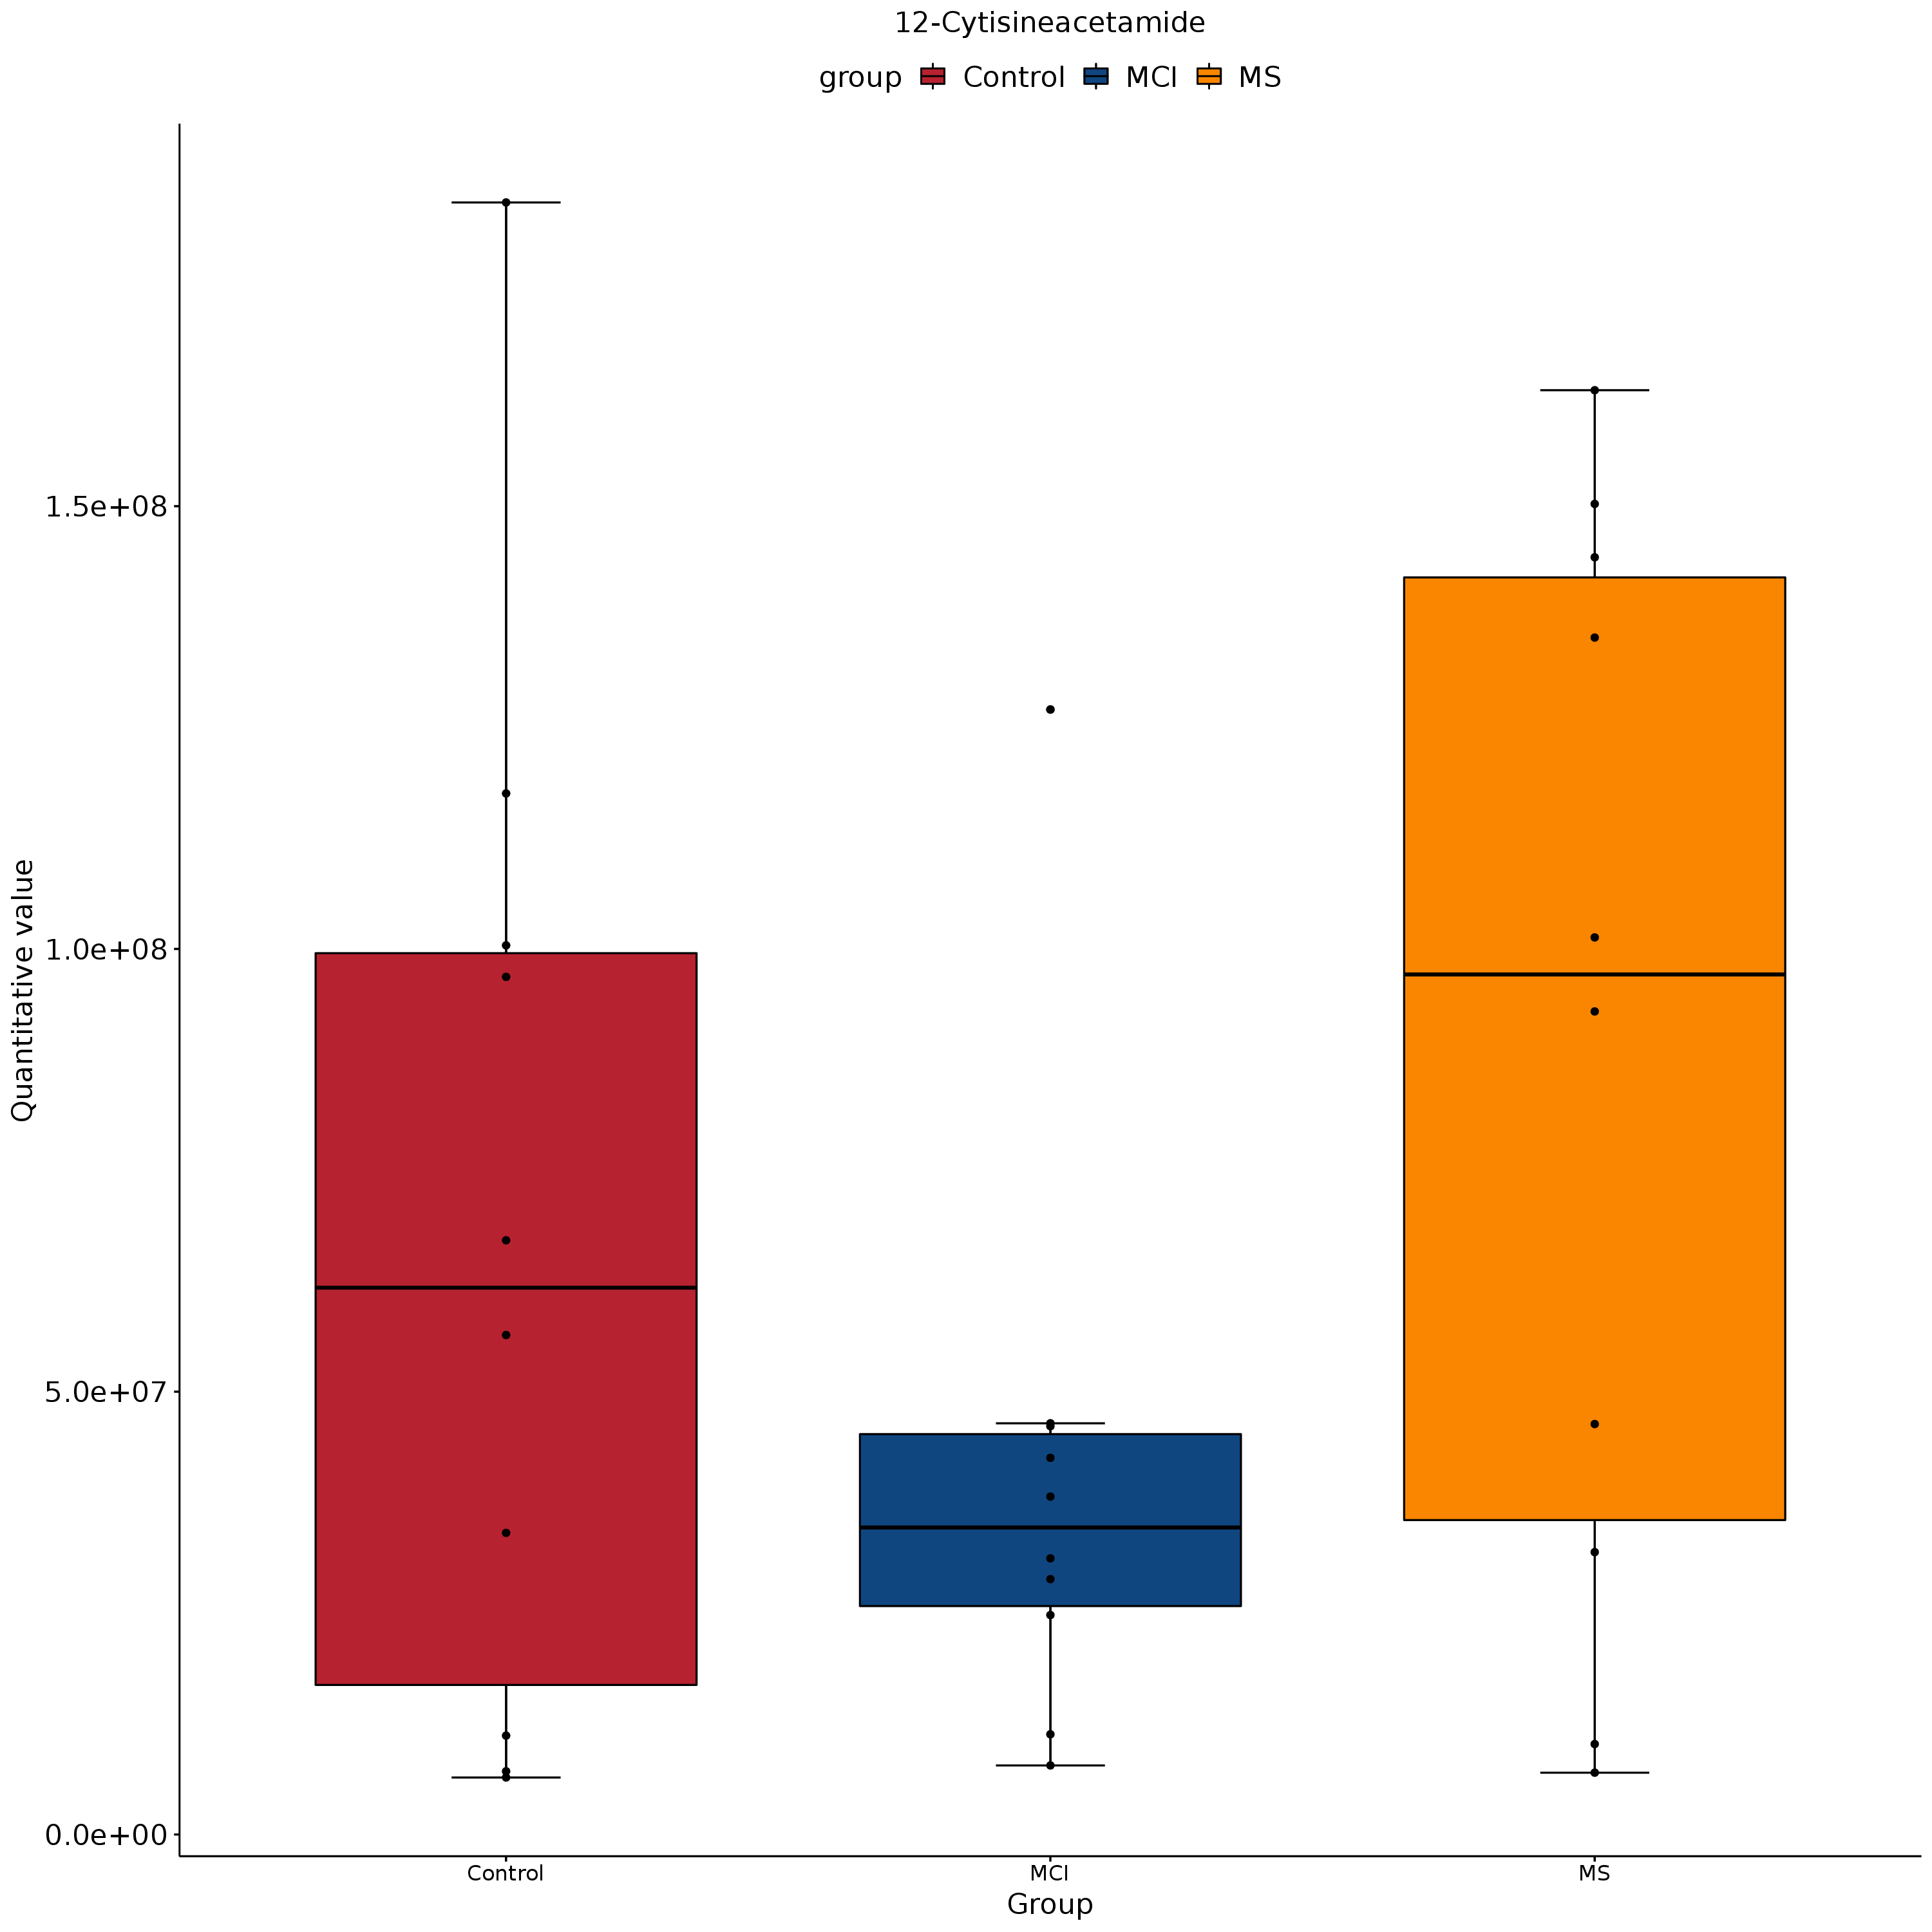 12-Cytisineacetamide
group Control MCI MS
Quantitative value
1.5e+08
1.0e+08
5.0e+07
0.0e+00
Control MCI MS
Group